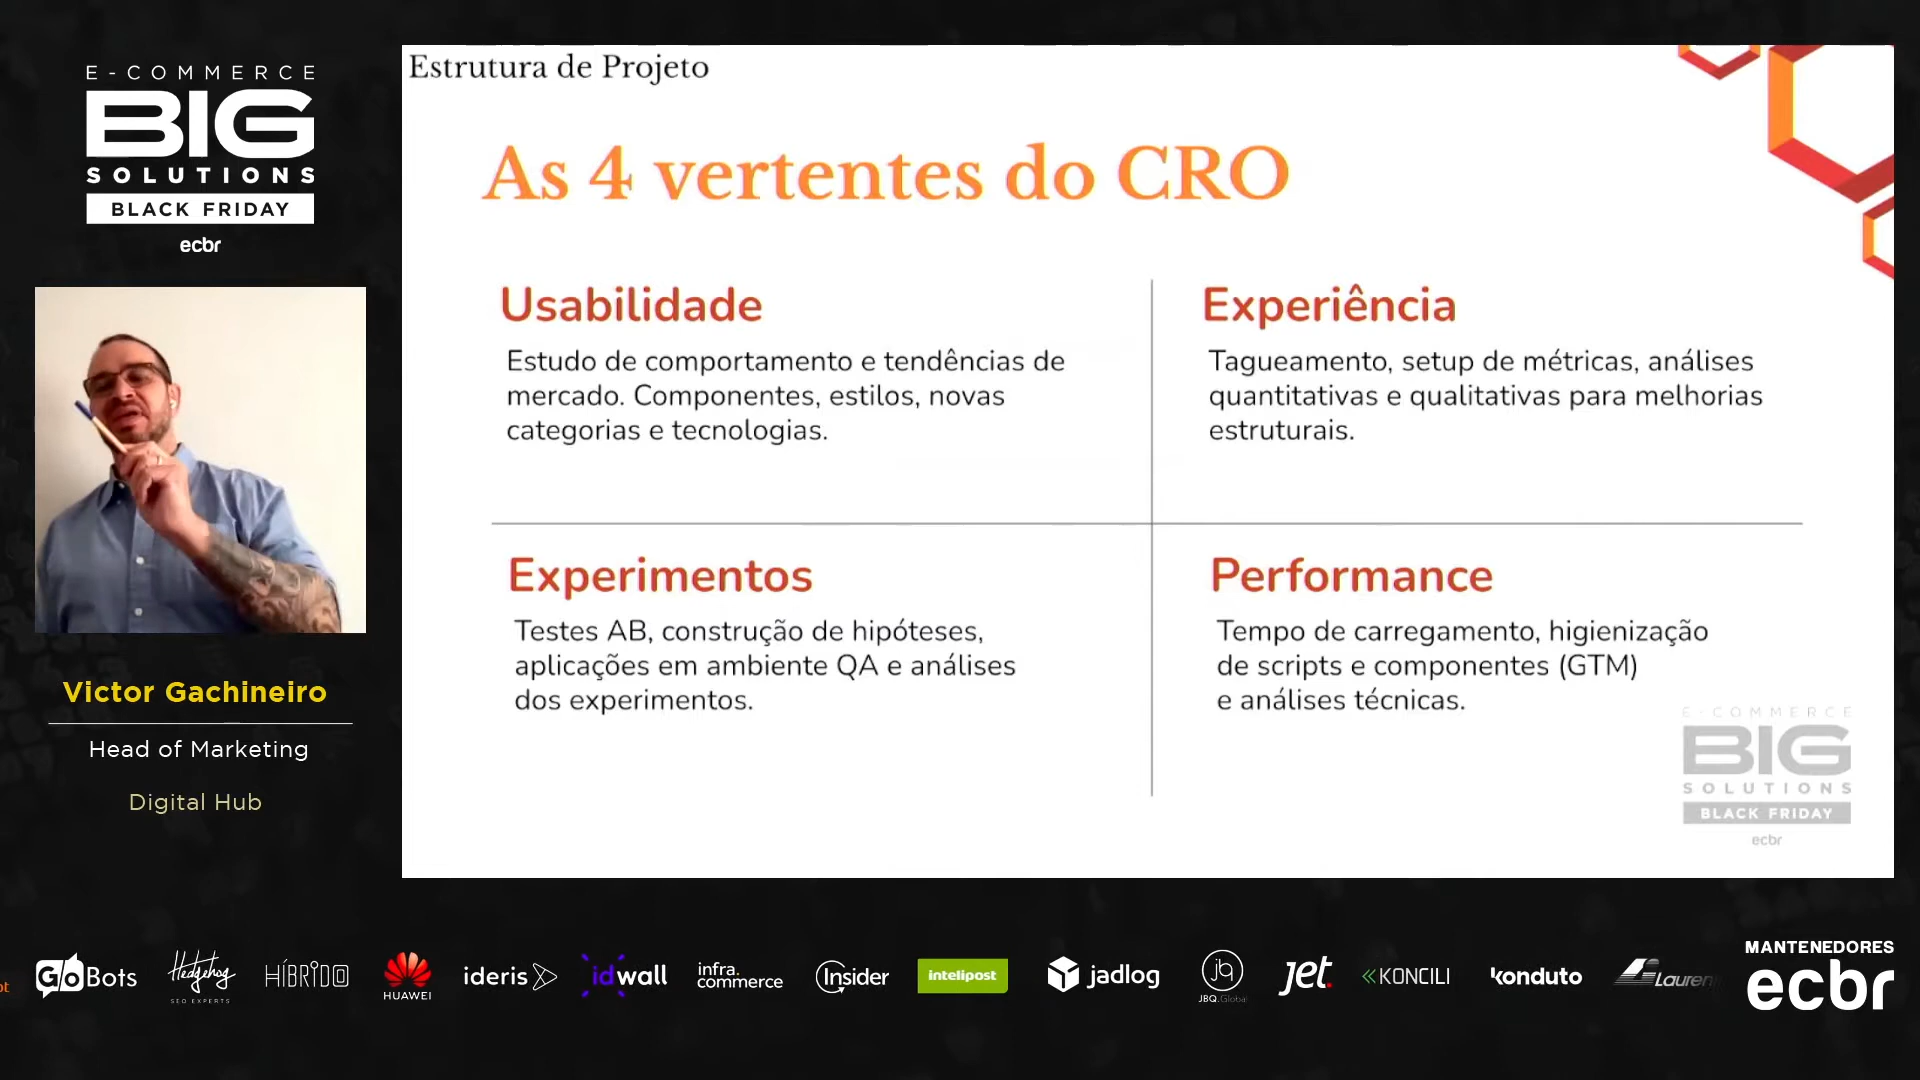 E-COMMERCE
BIG
SOLUTIONS
BLACK FRIDAY
ecbr
Victor Gachineiro
Head of Marketing
Digital Hub
Estrutura de Projeto
As 4 vertentes do CRO
Usabilidade
Estudo de comportamento e tendências de
mercado. Componentes, estilos, novas
categorias e tecnologias.
Experiência
Tagueamento, setup de métricas, análises
quantitativas e qualitativas para melhorias
estruturais.
Experimentos
Testes AB, construção de hipóteses,
aplicações em ambiente QA e análises
dos experimentos.
Performance
Tempo de carregamento, higienização
de scripts e componentes (GTM)
e análises técnicas.
E-COMMERCE
BIG
SOLUTIONS
BLACK FRIDAY
ecbr
GoBots
Hedgehog
SEO EXPERTS
HÍBRIDO
HUAWEI
ideris
idwall
infra.
commerce
Insider
intelipost
jadlog
jq
JBQ.Global
jet.
KONCILI
konduto
MANTENEDORES
ecbr